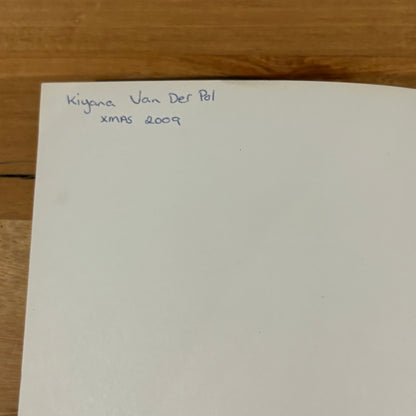 Kiyana Van Der Pol
XMAS 2009